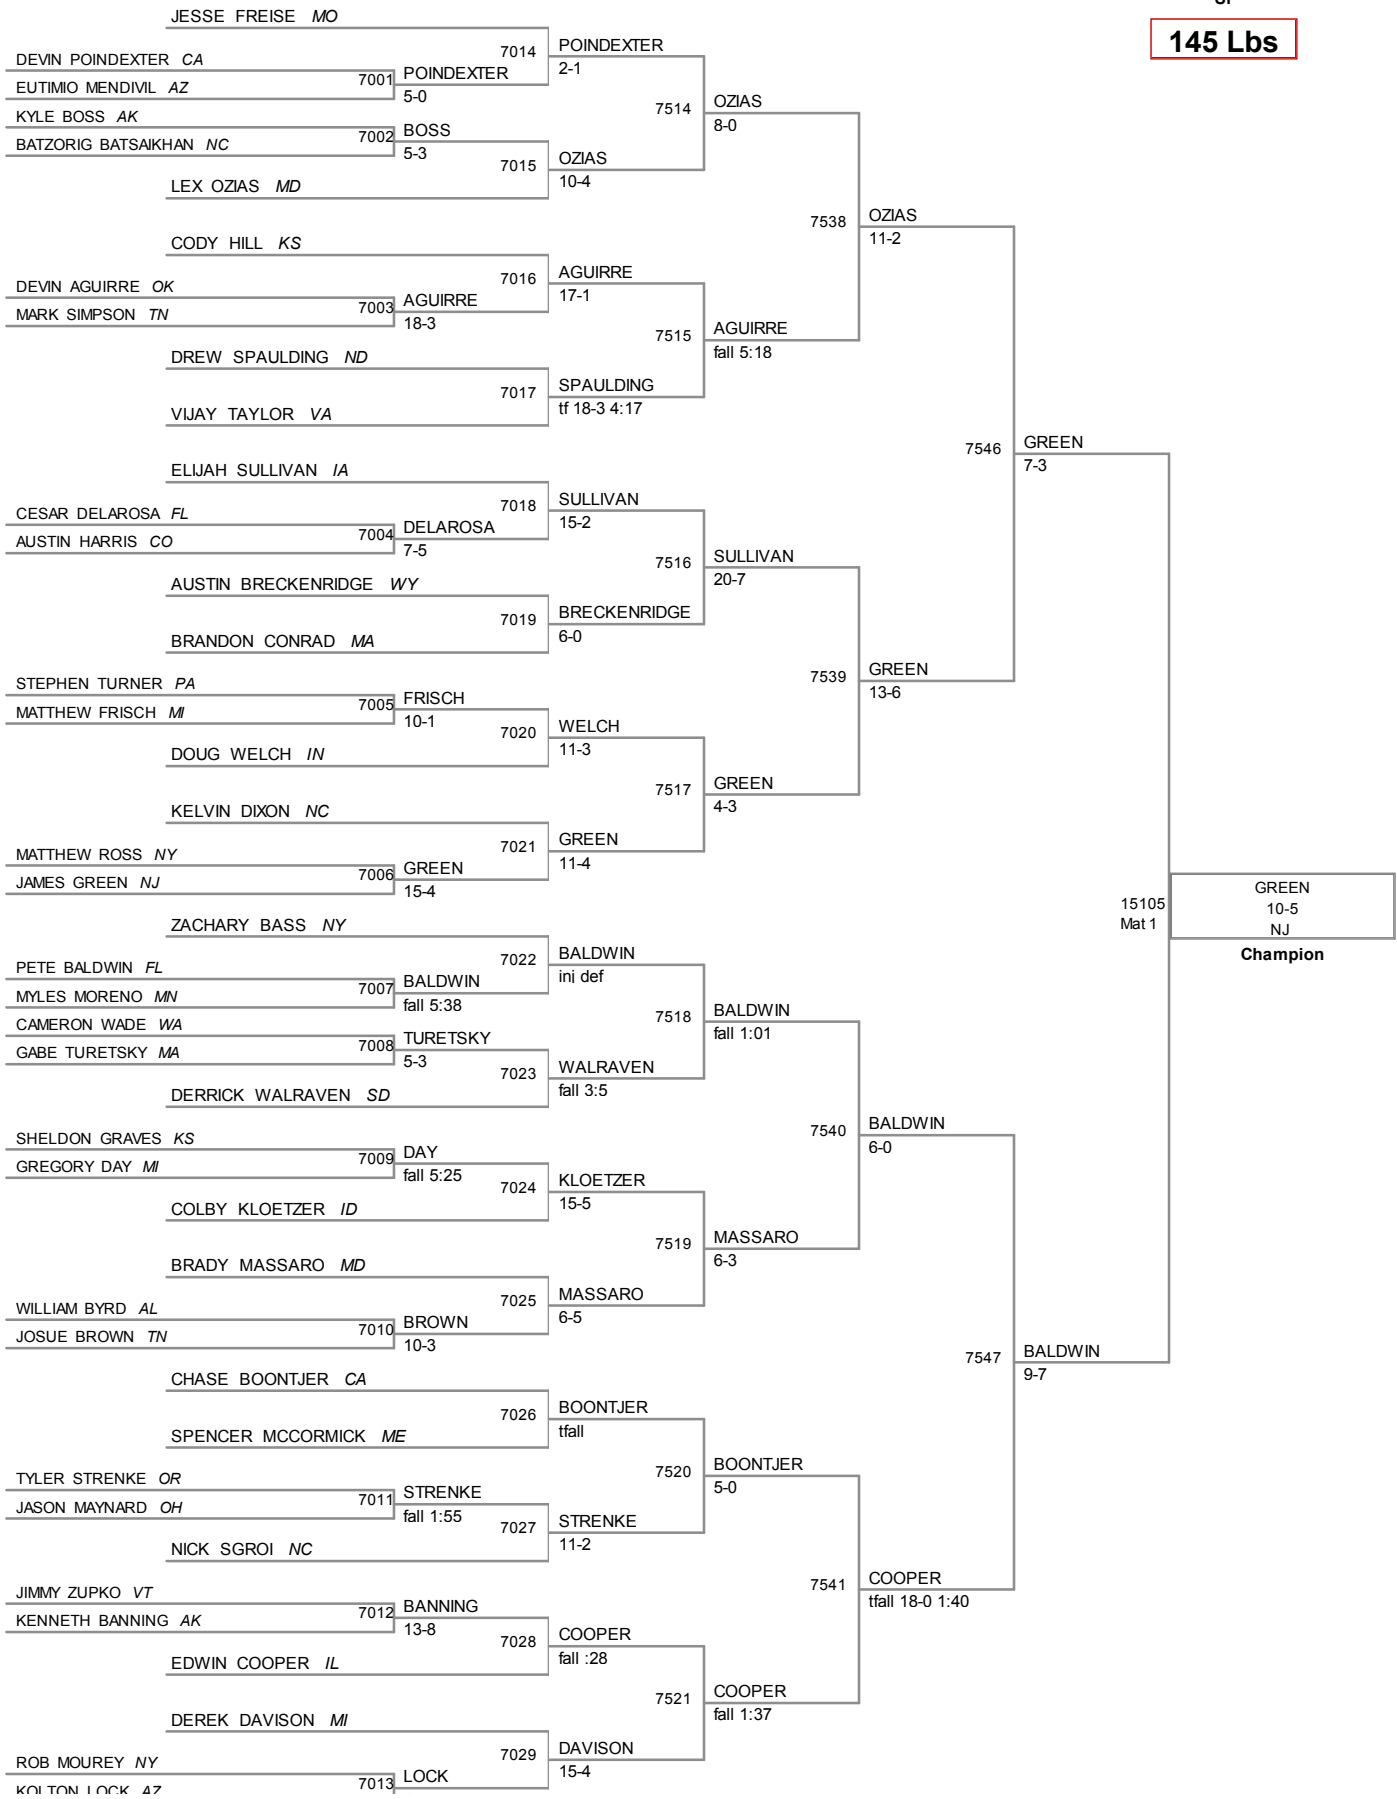 145 Lbs
JESSE FREISE MO
7014 POINDEXTER
2-1
DEVIN POINDEXTER CA
7001 POINDEXTER
5-0
EUTIMIO MENDIVIL AZ
7514 OZIAS
8-0
KYLE BOSS AK
7002 BOSS
5-3
BATZORIG BATSAIKHAN NC
7015 OZIAS
10-4
LEX OZIAS MD
7538 OZIAS
11-2
CODY HILL KS
7016 AGUIRRE
17-1
DEVIN AGUIRRE OK
7003 AGUIRRE
18-3
MARK SIMPSON TN
7515 AGUIRRE
fall 5:18
DREW SPAULDING ND
7017 SPAULDING
tf 18-3 4:17
VIJAY TAYLOR VA
7546 GREEN
7-3
ELIJAH SULLIVAN IA
7018 SULLIVAN
15-2
CESAR DELAROSA FL
7004 DELAROSA
7-5
AUSTIN HARRIS CO
7516 SULLIVAN
20-7
AUSTIN BRECKENRIDGE WY
7019 BRECKENRIDGE
6-0
BRANDON CONRAD MA
7539 GREEN
13-6
STEPHEN TURNER PA
7005 FRISCH
10-1
MATTHEW FRISCH MI
7020 WELCH
11-3
DOUG WELCH IN
7517 GREEN
4-3
KELVIN DIXON NC
7021 GREEN
11-4
MATTHEW ROSS NY
7006 GREEN
15-4
JAMES GREEN NJ
15105
Mat 1
GREEN
10-5
NJ
Champion
ZACHARY BASS NY
7022 BALDWIN
inj def
PETE BALDWIN FL
7007 BALDWIN
fall 5:38
MYLES MORENO MN
7518 BALDWIN
fall 1:01
CAMERON WADE WA
7008 TURETSKY
5-3
GABE TURETSKY MA
7023 WALRAVEN
fall 3:5
DERRICK WALRAVEN SD
7540 BALDWIN
6-0
SHELDON GRAVES KS
7009 DAY
fall 5:25
GREGORY DAY MI
7024 KLOETZER
15-5
COLBY KLOETZER ID
7519 MASSARO
6-3
BRADY MASSARO MD
7025 MASSARO
6-5
WILLIAM BYRD AL
7010 BROWN
10-3
JOSUE BROWN TN
7547 BALDWIN
9-7
CHASE BOONTJER CA
7026 BOONTJER
tfall
SPENCER MCCORMICK ME
7520 BOONTJER
5-0
TYLER STRENKE OR
7011 STRENKE
fall 1:55
JASON MAYNARD OH
7027 STRENKE
11-2
NICK SGROI NC
7541 COOPER
tfall 18-0 1:40
JIMMY ZUPKO VT
7012 BANNING
13-8
KENNETH BANNING AK
7028 COOPER
fall :28
EDWIN COOPER IL
7521 COOPER
fall 1:37
DEREK DAVISON MI
7029 DAVISON
15-4
ROB MOUREY NY
7013 LOCK
KOLTON LOCK AZ